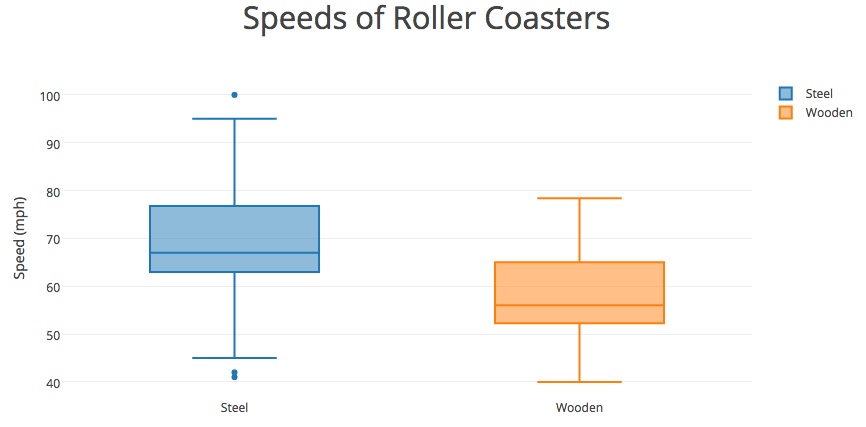 Speeds of Roller Coasters
Steel
Wooden
100
90
80
70
60
50
40
Speed (mph)
Steel
Wooden